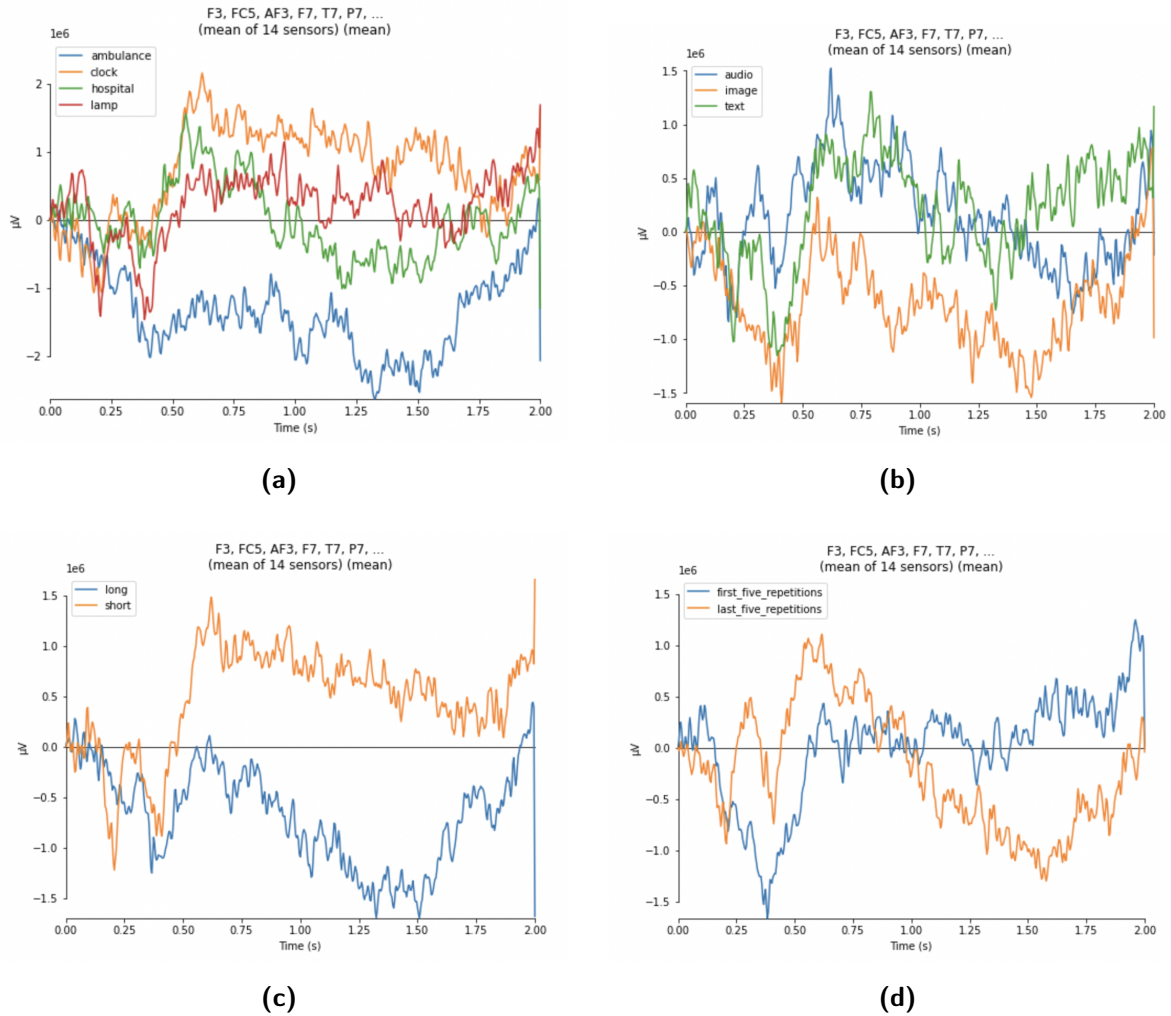 F3, FC5, AF3, F7, T7, P7, ...
(mean of 14 sensors) (mean)
1e6
ambulance
clock
hospital
lamp
2
1
0
−1
−2
µV
0.00 0.25 0.50 0.75 1.00 1.25 1.50 1.75 2.00
Time (s)
(a)
F3, FC5, AF3, F7, T7, P7, ...
(mean of 14 sensors) (mean)
1e6
audio
image
text
1.5
1.0
0.5
0.0
−0.5
−1.0
−1.5
µV
0.00 0.25 0.50 0.75 1.00 1.25 1.50 1.75 2.00
Time (s)
(b)
F3, FC5, AF3, F7, T7, P7, ...
(mean of 14 sensors) (mean)
1e6
long
short
1.5
1.0
0.5
0.0
−0.5
−1.0
−1.5
µV
0.00 0.25 0.50 0.75 1.00 1.25 1.50 1.75 2.00
Time (s)
(c)
F3, FC5, AF3, F7, T7, P7, ...
(mean of 14 sensors) (mean)
1e6
first_five_repetitions
last_five_repetitions
1.5
1.0
0.5
0.0
−0.5
−1.0
−1.5
µV
0.00 0.25 0.50 0.75 1.00 1.25 1.50 1.75 2.00
Time (s)
(d)